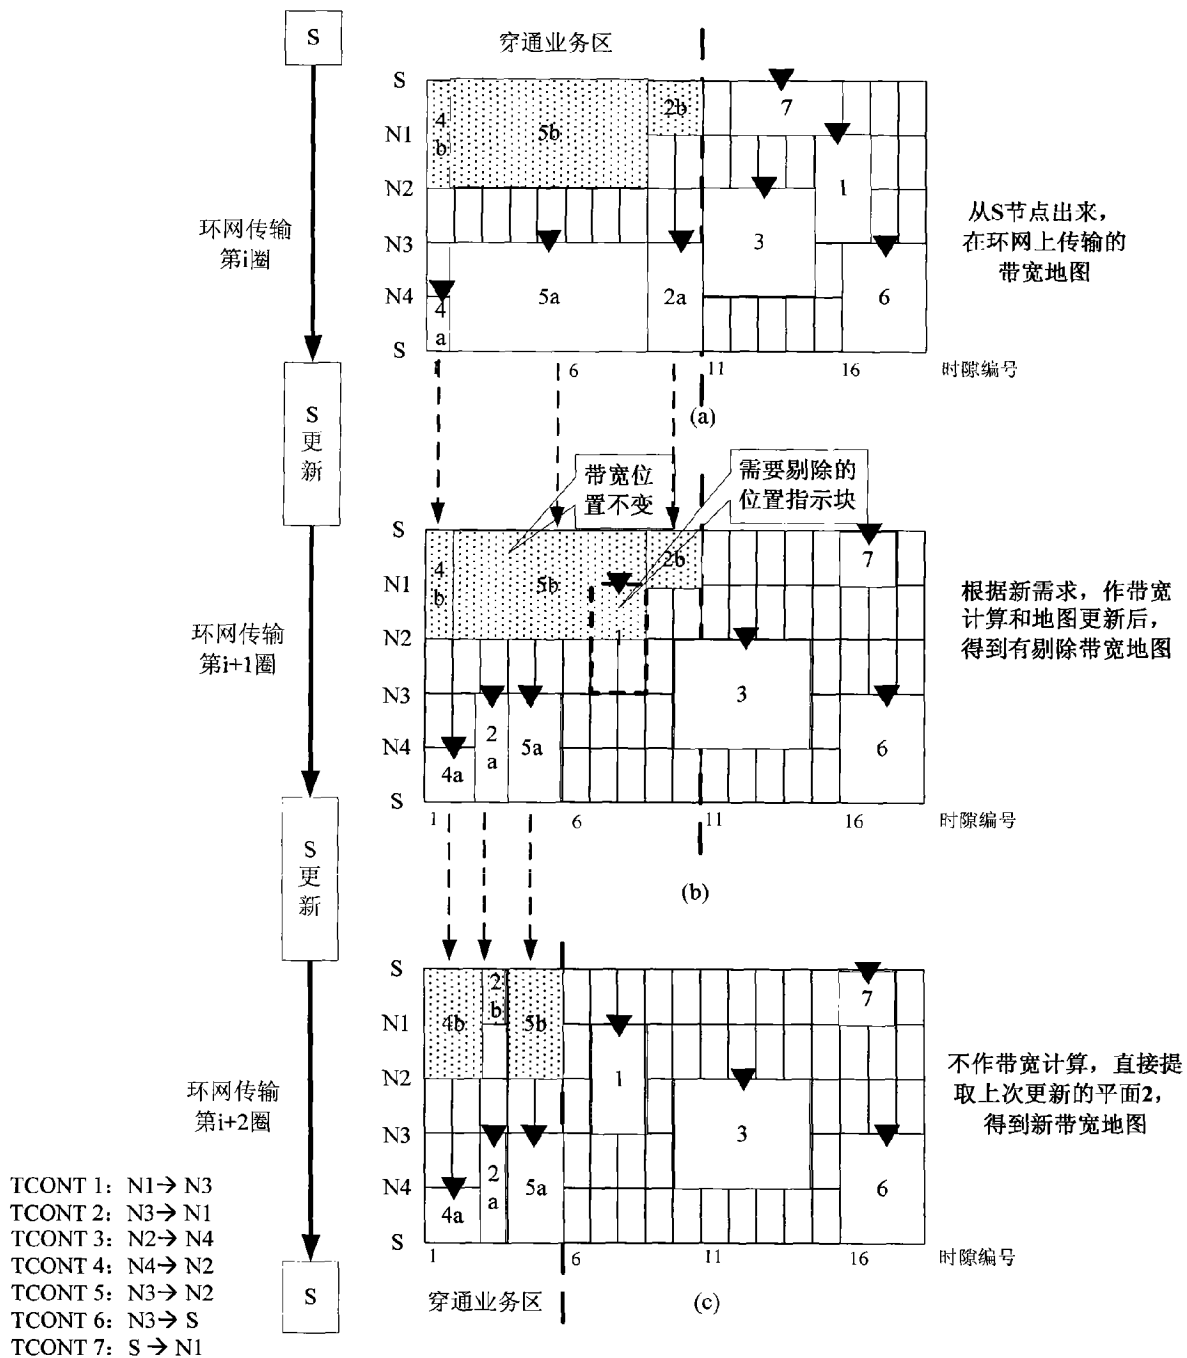 S
穿通业务区
S
N1
N2
N3
N4
S
4
b
5b
2b
7
1
3
5a
2a
6
4
a
6
11
16
时隙编号
(a)
环网传输
第i圈
从S节点出来,
在环网上传输的
带宽地图
S
更
新
带宽位
置不变
需要剔除的
位置指示块
S
N1
N2
N3
N4
S
4
b
5b
2b
7
1
3
2
a
5a
4a
6
1
6
11
16
时隙编号
(b)
环网传输
第i+1圈
根据新需求,作带宽
计算和地图更新后,
得到有剔除带宽地图
S
更
新
S
N1
N2
N3
N4
S
4b
2
b
5b
7
1
3
2
a
5a
4a
6
1
6
11
16
时隙编号
穿通业务区
(c)
环网传输
第i+2圈
不作带宽计算,直接提
取上次更新的平面2,
得到新带宽地图
S
TCONT 1: N1→ N3
TCONT 2: N3→ N1
TCONT 3: N2→ N4
TCONT 4: N4→ N2
TCONT 5: N3→ N2
TCONT 6: N3→ S
TCONT 7: S → N1